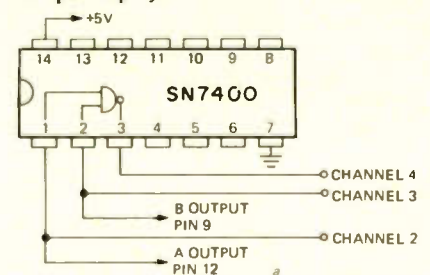 +5V
14 13 12 11 10 9 8
SN7400
1 2 3 4 5 6 7
CHANNEL 4
CHANNEL 3
B OUTPUT
PIN 9
CHANNEL 2
A OUTPUT
PIN 12
a